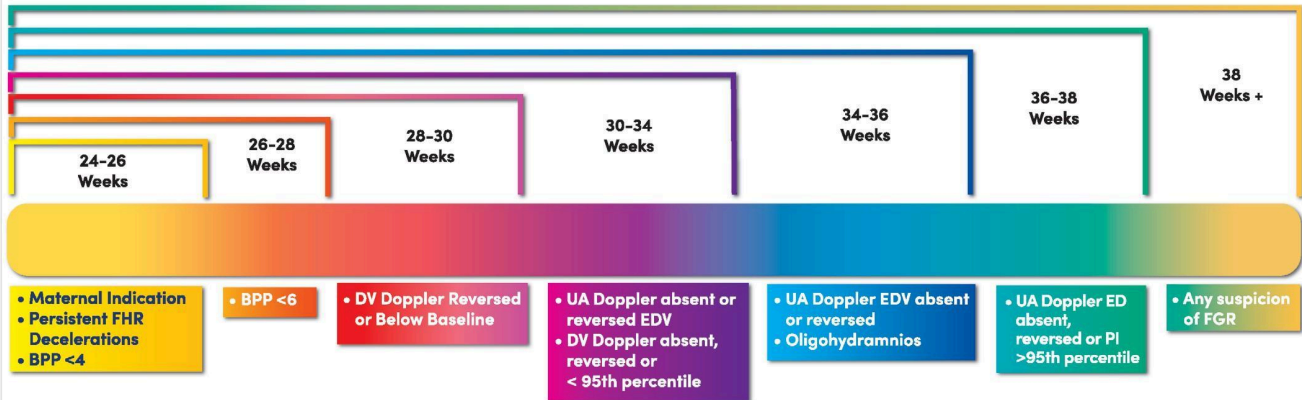 24-26
Weeks
26-28
Weeks
28-30
Weeks
30-34
Weeks
34-36
Weeks
36-38
Weeks
38
Weeks +
• Maternal Indication
• Persistent FHR
Decelerations
• BPP <4
• BPP <6
• DV Doppler Reversed
or Below Baseline
• UA Doppler absent or
reversed EDV
• DV Doppler absent,
reversed or
< 95th percentile
• UA Doppler EDV absent
or reversed
• Oligohydramnios
• UA Doppler ED
absent,
reversed or PI
>95th percentile
• Any suspicion
of FGR